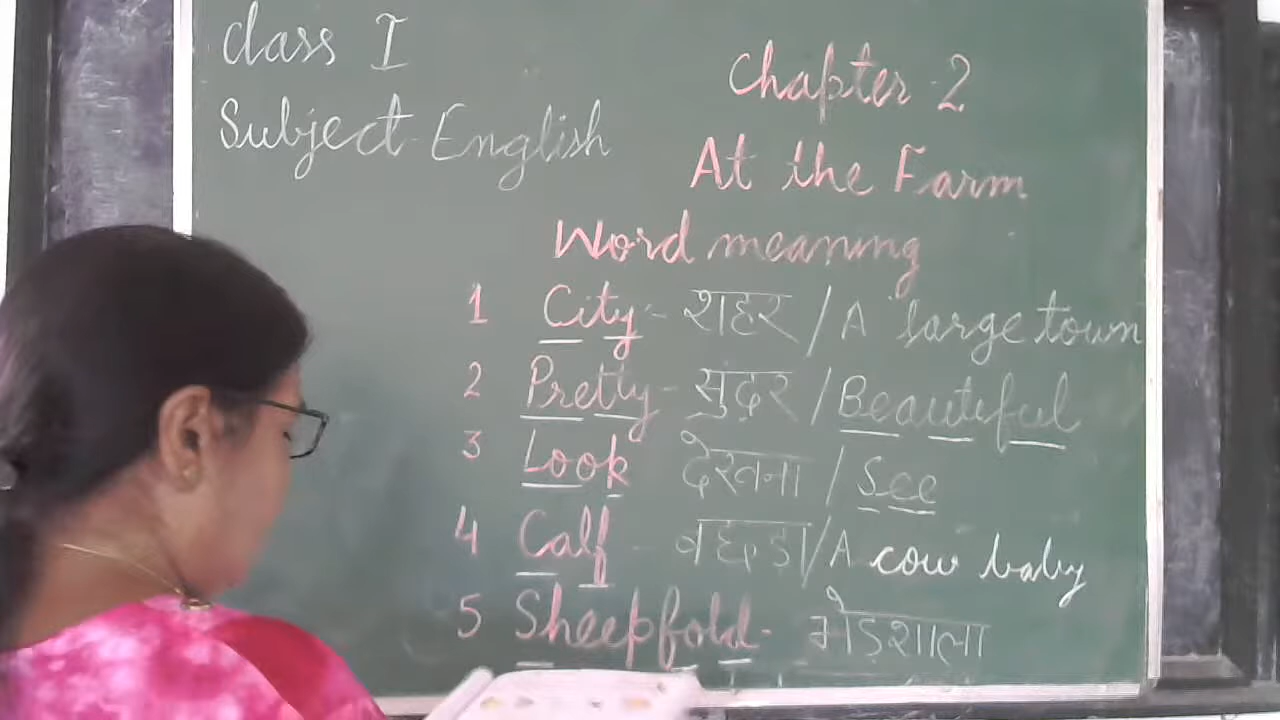 Class I
Subject-English
Chapter-2
At the Farm
Word meaning
1 City- शहर / A large town
2 Pretty- सुदर / Beautiful
3 Look देखना / See
4 Calf - बछडा / A cow baby
5 Sheepfold- भेड़शाला